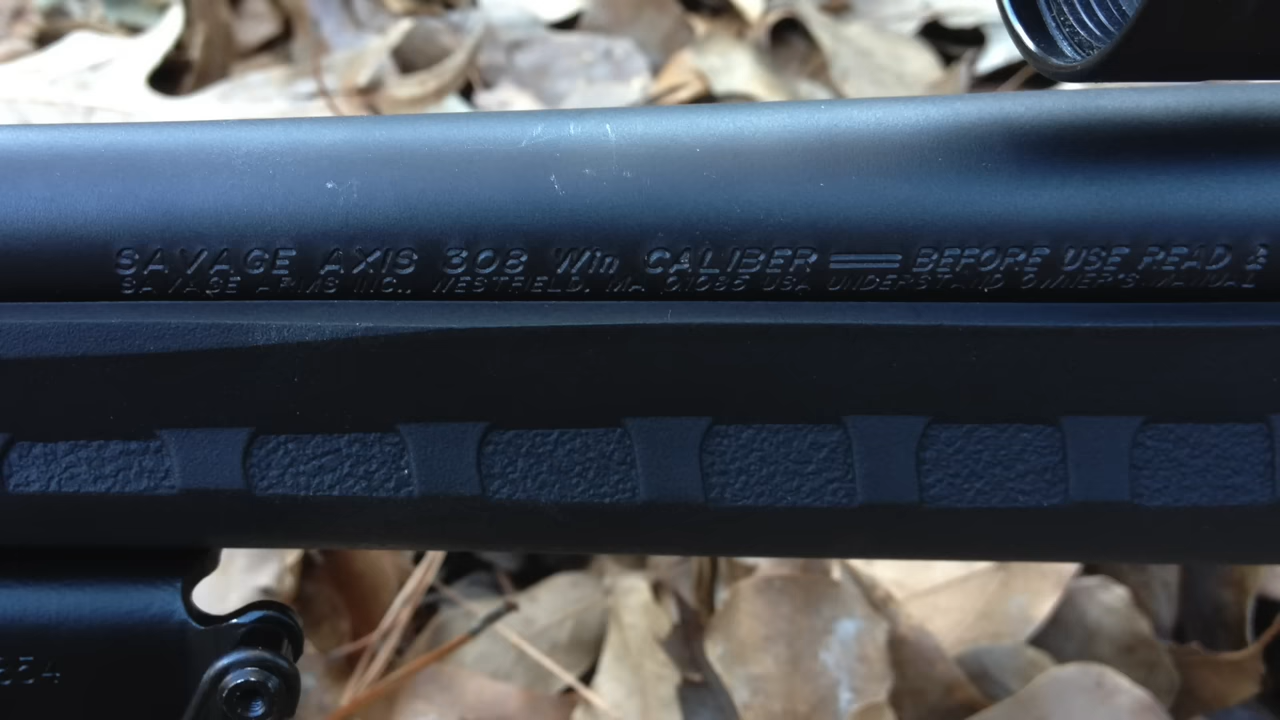 SAVAGE AXIS 308 Win CALIBER ═ BEFORE USE READ &
SAVAGE ARMS INC., WESTFIELD, MA 01085 USA UNDERSTAND OWNER'S MANUAL